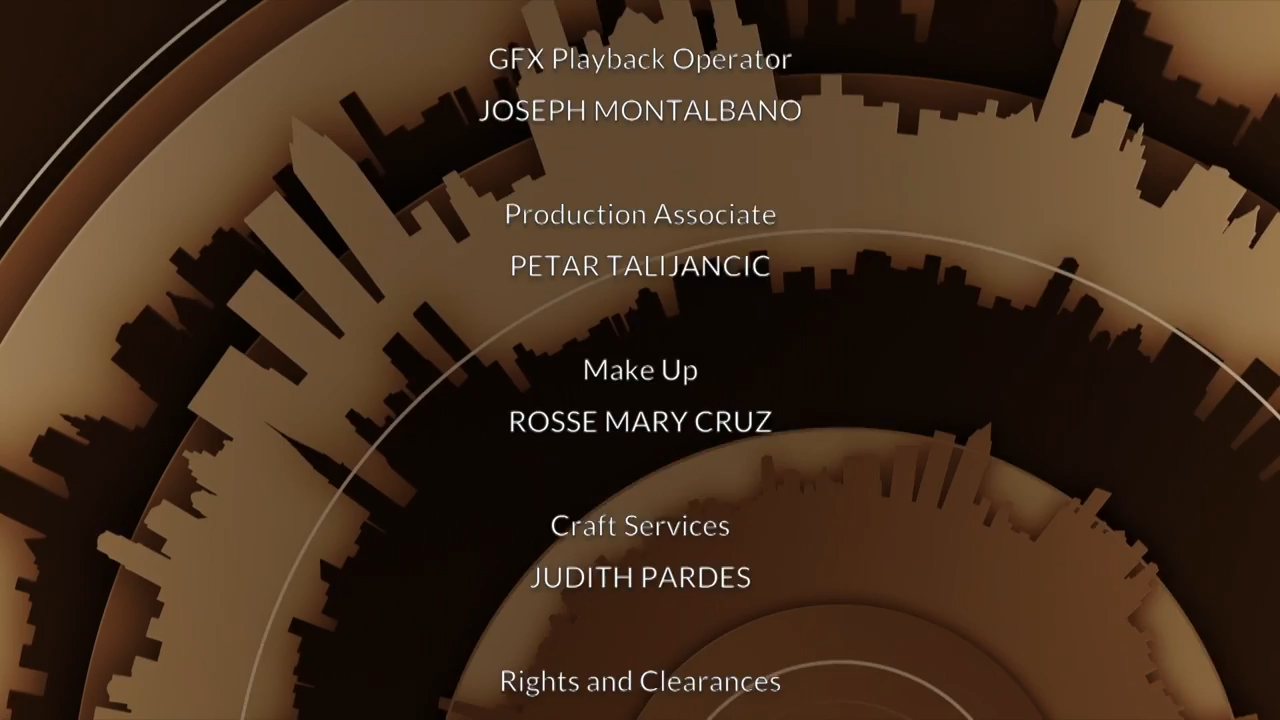 GFX Playback Operator
JOSEPH MONTALBANO
Production Associate
PETAR TALIJANCIC
Make Up
ROSSE MARY CRUZ
Craft Services
JUDITH PARDES
Rights and Clearances